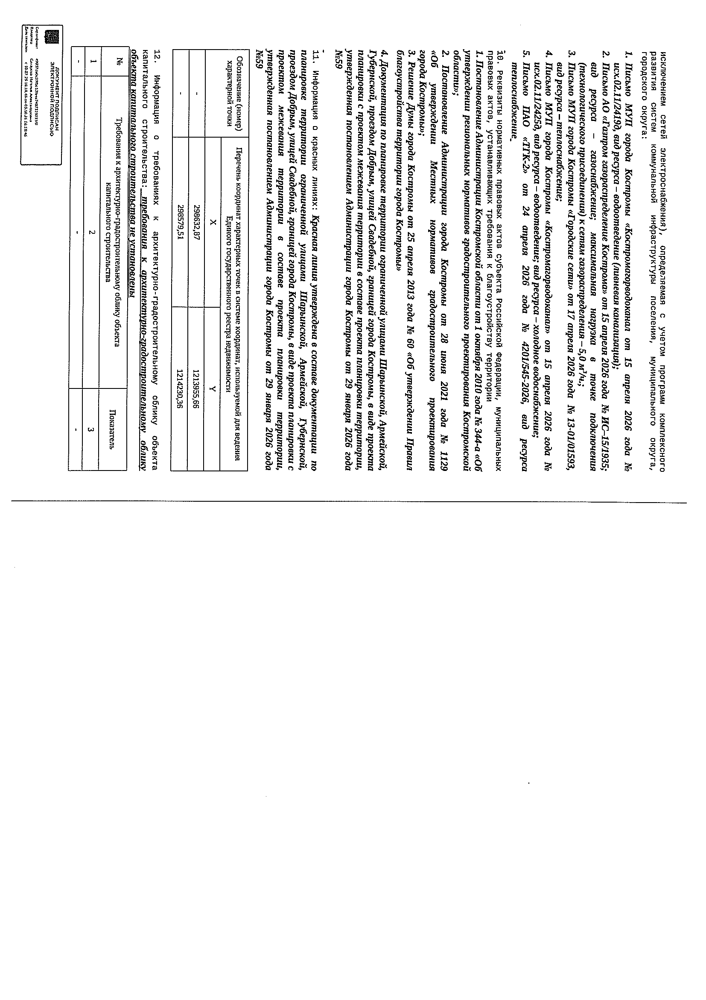 исключением сетей электроснабжения), определяемая с учетом программ комплексного
развития систем коммунальной инфраструктуры поселения, муниципального округа,
городского округа:
1. Письмо МУП города Костромы «Костромагорводоканал от 15 апреля 2026 года №
исх.02.11/2419д, вид ресурса – водоотведение (ливневая канализация);
2. Письмо АО «Газпром газораспределение Кострома» от 15 апреля 2026 года № ИС–15/1935;
вид ресурса – газоснабжение; максимальная нагрузка в точке подключения
(технологического присоединения) к сетям газораспределения – 5,0 м³/ч.;
3. Письмо МУП города Костромы «Городские сети» от 17 апреля 2026 года № 13-01/01593,
вид ресурса – теплоснабжение;
4. Письмо МУП города Костромы «Костромагорводоканал» от 15 апреля 2026 года №
исх.02.11/2425д, вид ресурса – водоотведение; вид ресурса – холодное водоснабжение;
5. Письмо ПАО «ТГК-2» от 24 апреля 2026 года № 4201/545-2026, вид ресурса
теплоснабжение.
10. Реквизиты нормативных правовых актов субъекта Российской Федерации, муниципальных
правовых актов, устанавливающих требования к благоустройству территории
1. Постановление Администрации Костромской области от 1 октября 2010 года № 344-а «Об
утверждении региональных нормативов градостроительного проектирования Костромской
области»;
2. Постановление Администрации города Костромы от 28 июня 2021 года № 1129
«Об утверждении Местных нормативов градостроительного проектирования
города Костромы»;
3. Решение Думы города Костромы от 25 апреля 2013 года № 60 «Об утверждении Правил
благоустройства территории города Костромы»
4. Документация по планировке территории ограниченной улицами Шарьинской, Армейской,
Губернской, проездом Добрым, улицей Свадебной, границей города Костромы, в виде проекта
планировки с проектом межевания территории в составе проекта планировки территории,
утвержденная постановлением Администрации города Костромы от 29 января 2026 года
№59
11. Информация о красных линиях: Красная линия утверждена в составе документации по
планировке территории ограниченной улицами Шарьинской, Армейской, Губернской,
проездом Добрым, улицей Свадебной, границей города Костромы, в виде проекта планировки с
проектом межевания территории в составе проекта планировки территории,
утвержденная постановлением Администрации города Костромы от 29 января 2026 года
№59
Обозначение (номер) характерной точки
Перечень координат характерных точек в системе координат, используемой для ведения
Единого государственного реестра недвижимости
X Y
- 298632,87 1213955,66
- 298579,51 1214230,36
12. Информация о требованиях к архитектурно-градостроительному облику объекта
капитального строительства: требования к архитектурно-градостроительному облику
объекта капитального строительства не установлены
№ Требования к архитектурно-градостроительному облику объекта капитального строительства Показатель
1 2 3
- - -
ДОКУМЕНТ ПОДПИСАН
ЭЛЕКТРОННОЙ ПОДПИСЬЮ
Сертификат
Владелец
Действителен